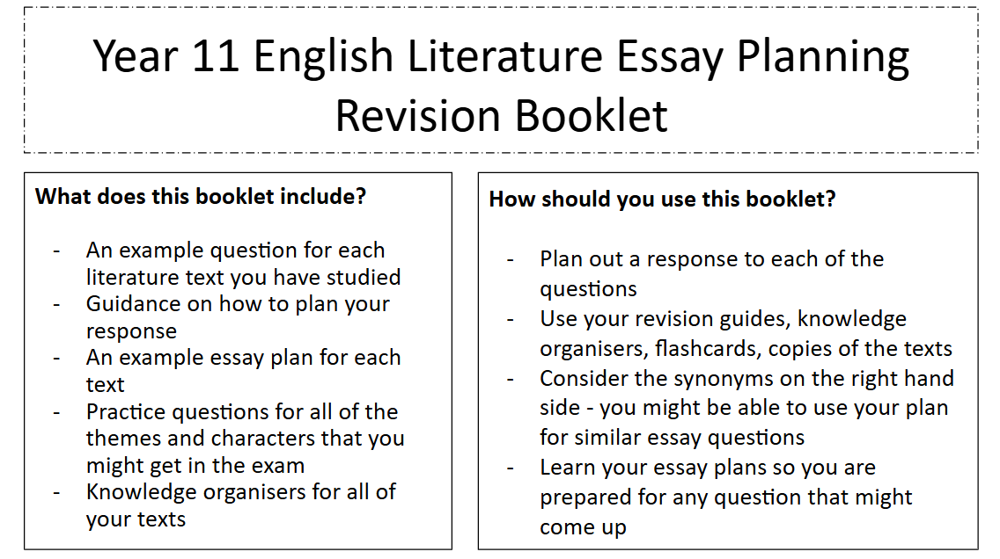 Year 11 English Literature Essay Planning
Revision Booklet
What does this booklet include?
- An example question for each
literature text you have studied
- Guidance on how to plan your
response
- An example essay plan for each
text
- Practice questions for all of the
themes and characters that you
might get in the exam
- Knowledge organisers for all of
your texts
How should you use this booklet?
- Plan out a response to each of the
questions
- Use your revision guides, knowledge
organisers, flashcards, copies of the texts
- Consider the synonyms on the right hand
side - you might be able to use your plan
for similar essay questions
- Learn your essay plans so you are
prepared for any question that might
come up